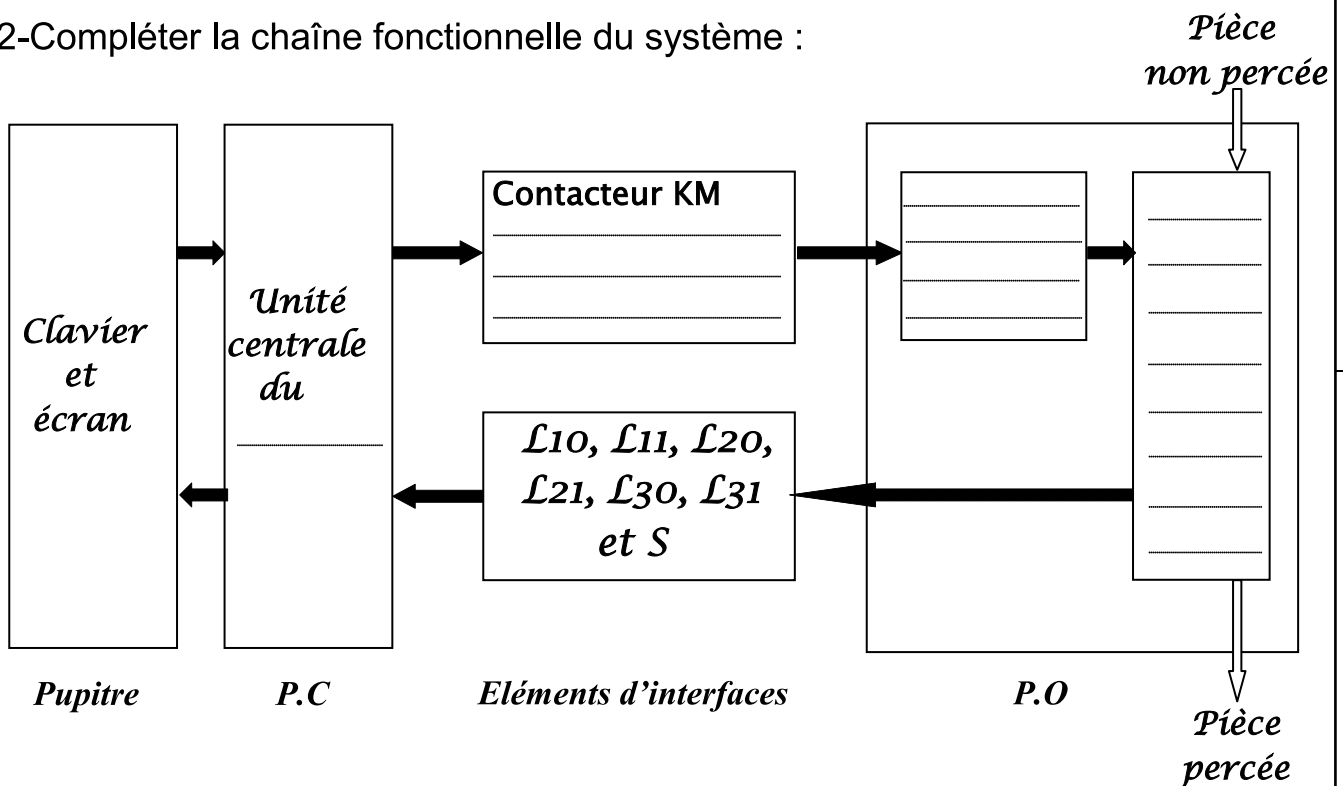 2-Compléter la chaîne fonctionnelle du système :
Pièce
non percée
Clavier
et
écran
Unité
centrale
du
Contacteur KM
L10, L11, L20,
L21, L30, L31
et S
Pupitre
P.C
Eléments d’interfaces
P.O
Pièce
percée